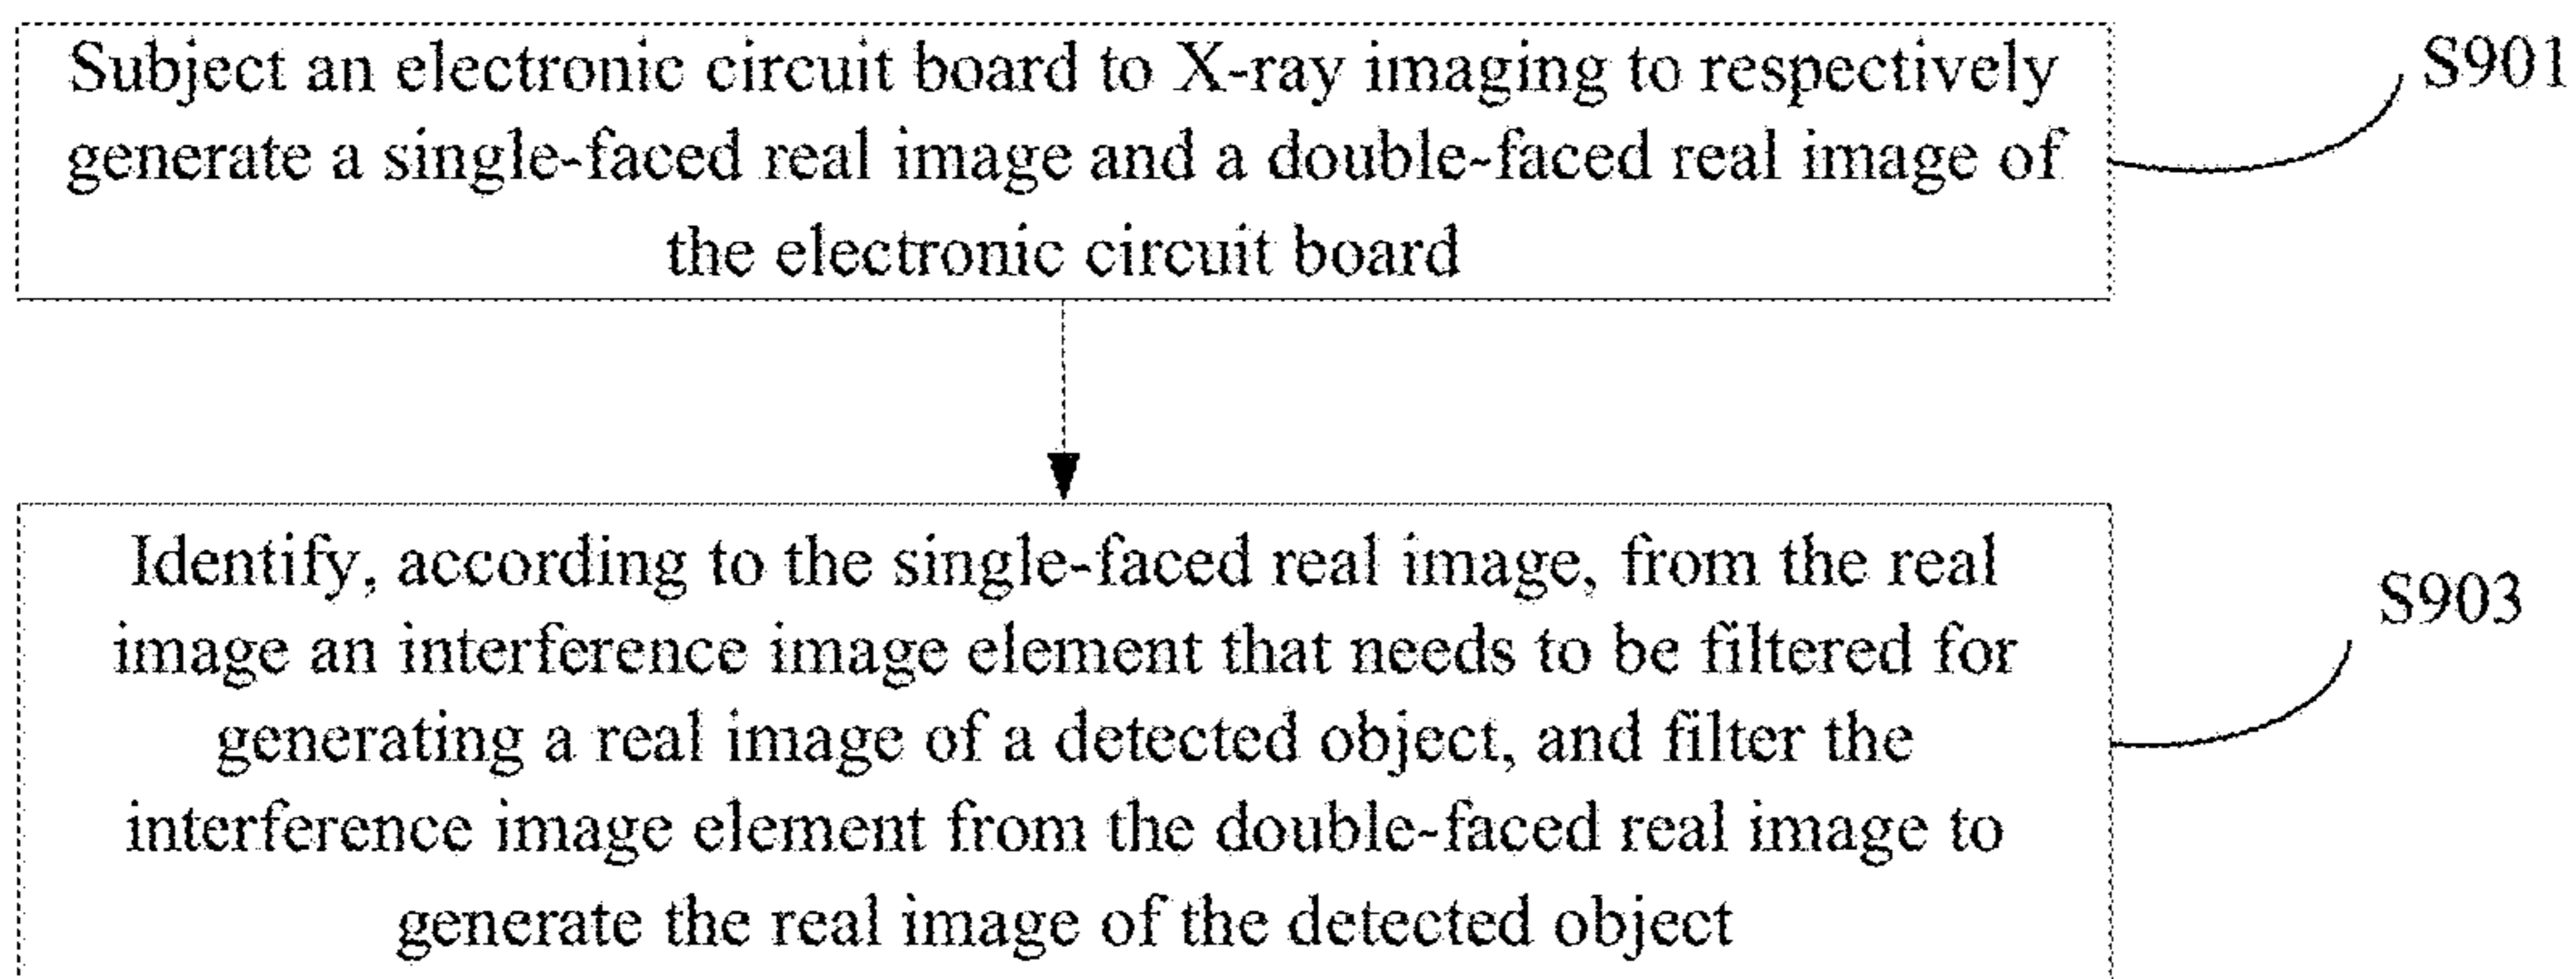 Subject an electronic circuit board to X-ray imaging to respectively
generate a single-faced real image and a double-faced real image of
the electronic circuit board
S901
Identify, according to the single-faced real image, from the real
image an interference image element that needs to be filtered for
generating a real image of a detected object, and filter the
interference image element from the double-faced real image to
generate the real image of the detected object
S903